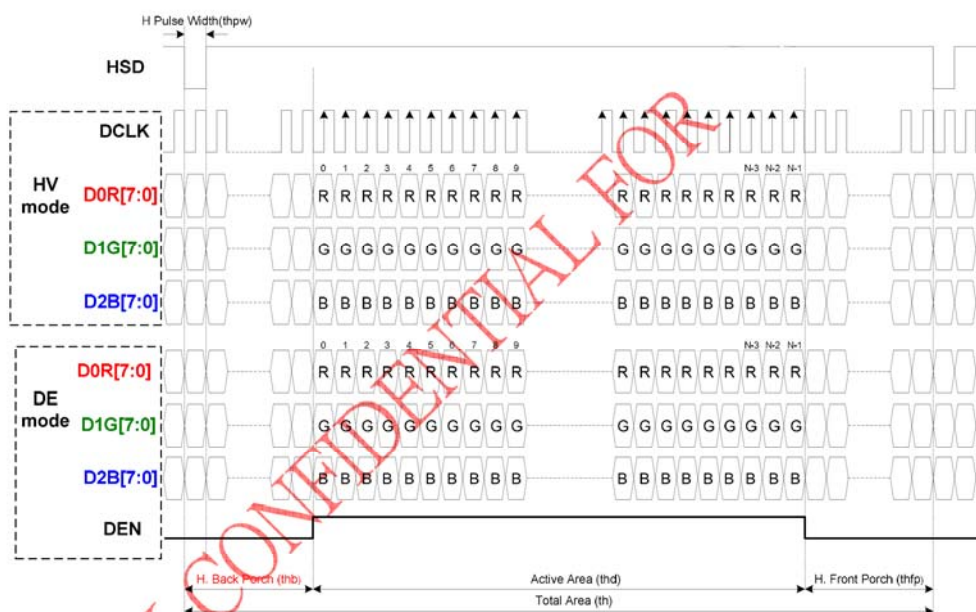 H Pulse Width(thpw)
HSD
DCLK
HV mode
0 1 2 3 4 5 6 7 8 9 N-3 N-2 N-1
D0R[7:0] R R R R R R R R R R R R R R R R R R R
D1G[7:0] G G G G G G G G G G G G G G G G G G G
D2B[7:0] B B B B B B B B B B B B B B B B B B B
DE mode
0 1 2 3 4 5 6 7 8 9 N-3 N-2 N-1
D0R[7:0] R R R R R R R R R R R R R R R R R R R
D1G[7:0] G G G G G G G G G G G G G G G G G G G
D2B[7:0] B B B B B B B B B B B B B B B B B B B
DEN
H. Back Porch (thb) Active Area (thd) H. Front Porch (thfp)
Total Area (th)
CONFIDENTIAL FOR